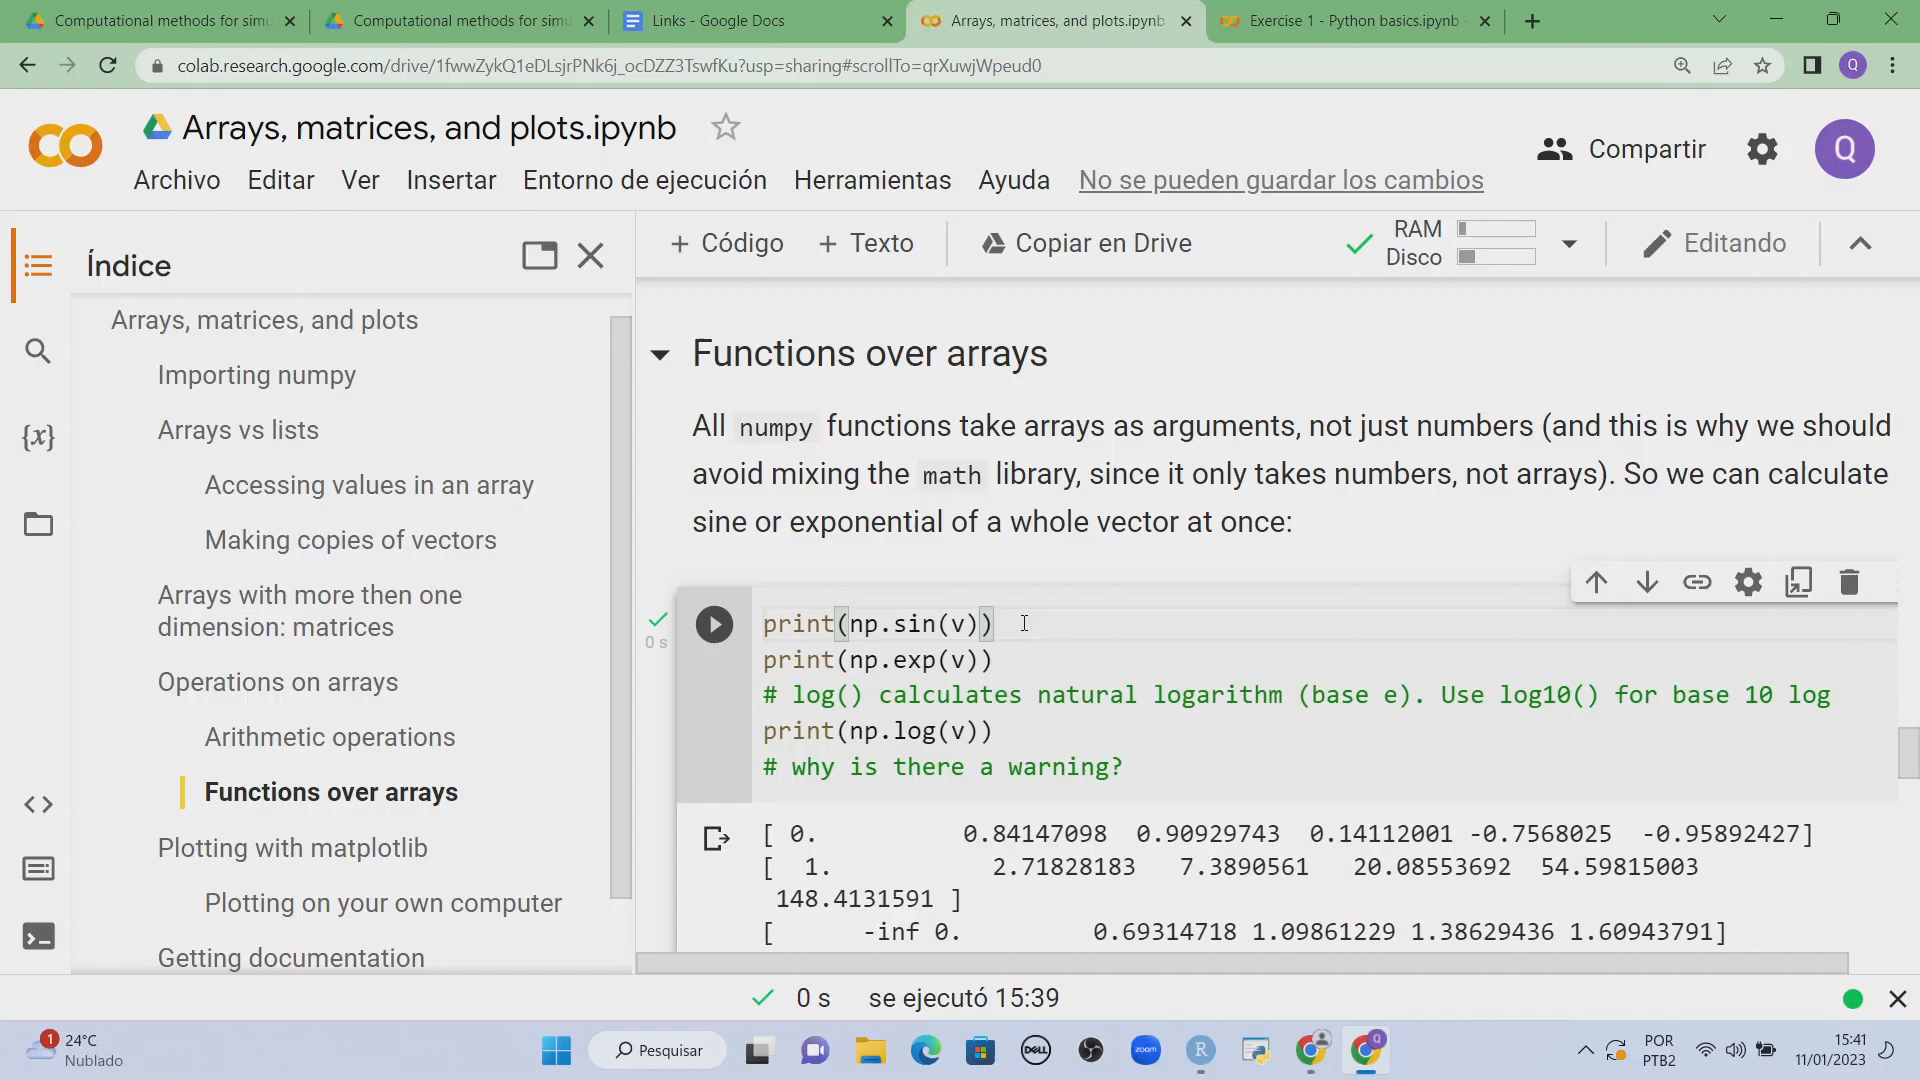 Computational methods for simu
Computational methods for simu
Links - Google Docs
Arrays, matrices, and plots.ipynb
Exercise 1 - Python basics.ipynb
colab.research.google.com/drive/1fwwZykQ1eDLsjrPNk6j_ocDZZ3TswfKu?usp=sharing#scrollTo=qrXuwjWpeud0
Q
Arrays, matrices, and plots.ipynb
Archivo Editar Ver Insertar Entorno de ejecución Herramientas Ayuda No se pueden guardar los cambios
Compartir
Q
+ Código + Texto Copiar en Drive
RAM
Disco
Editando
Índice
Arrays, matrices, and plots
Importing numpy
Arrays vs lists
Accessing values in an array
Making copies of vectors
Arrays with more then one
dimension: matrices
Operations on arrays
Arithmetic operations
Functions over arrays
Plotting with matplotlib
Plotting on your own computer
Getting documentation
{x}
Functions over arrays
All numpy functions take arrays as arguments, not just numbers (and this is why we should
avoid mixing the math library, since it only takes numbers, not arrays). So we can calculate
sine or exponential of a whole vector at once:
0 s
print(np.sin(v))
print(np.exp(v))
# log() calculates natural logarithm (base e). Use log10() for base 10 log
print(np.log(v))
# why is there a warning?
[ 0. 0.84147098 0.90929743 0.14112001 -0.7568025 -0.95892427]
[ 1. 2.71828183 7.3890561 20.08553692 54.59815003
148.4131591 ]
[ -inf 0. 0.69314718 1.09861229 1.38629436 1.60943791]
0 s se ejecutó 15:39
1
24°C
Nublado
Pesquisar
DELL
zoom
R
Q
POR
PTB2
15:41
11/01/2023